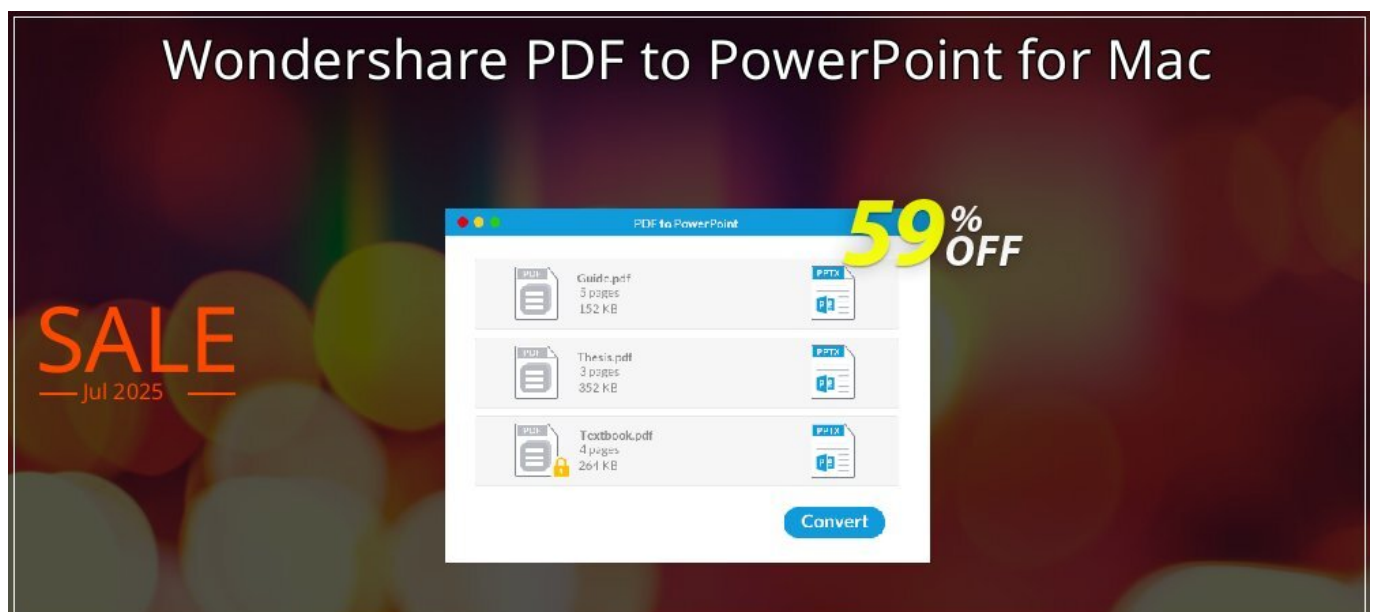 Wondershare PDF to PowerPoint for Mac
59% OFF
SALE
Jul 2025
PDF to PowerPoint
PDF
Guide.pdf
5 pages
152 KB
PPTX
PDF
Thesis.pdf
3 pages
352 KB
PPTX
PDF
Textbook.pdf
4 pages
264 KB
PPTX
Convert